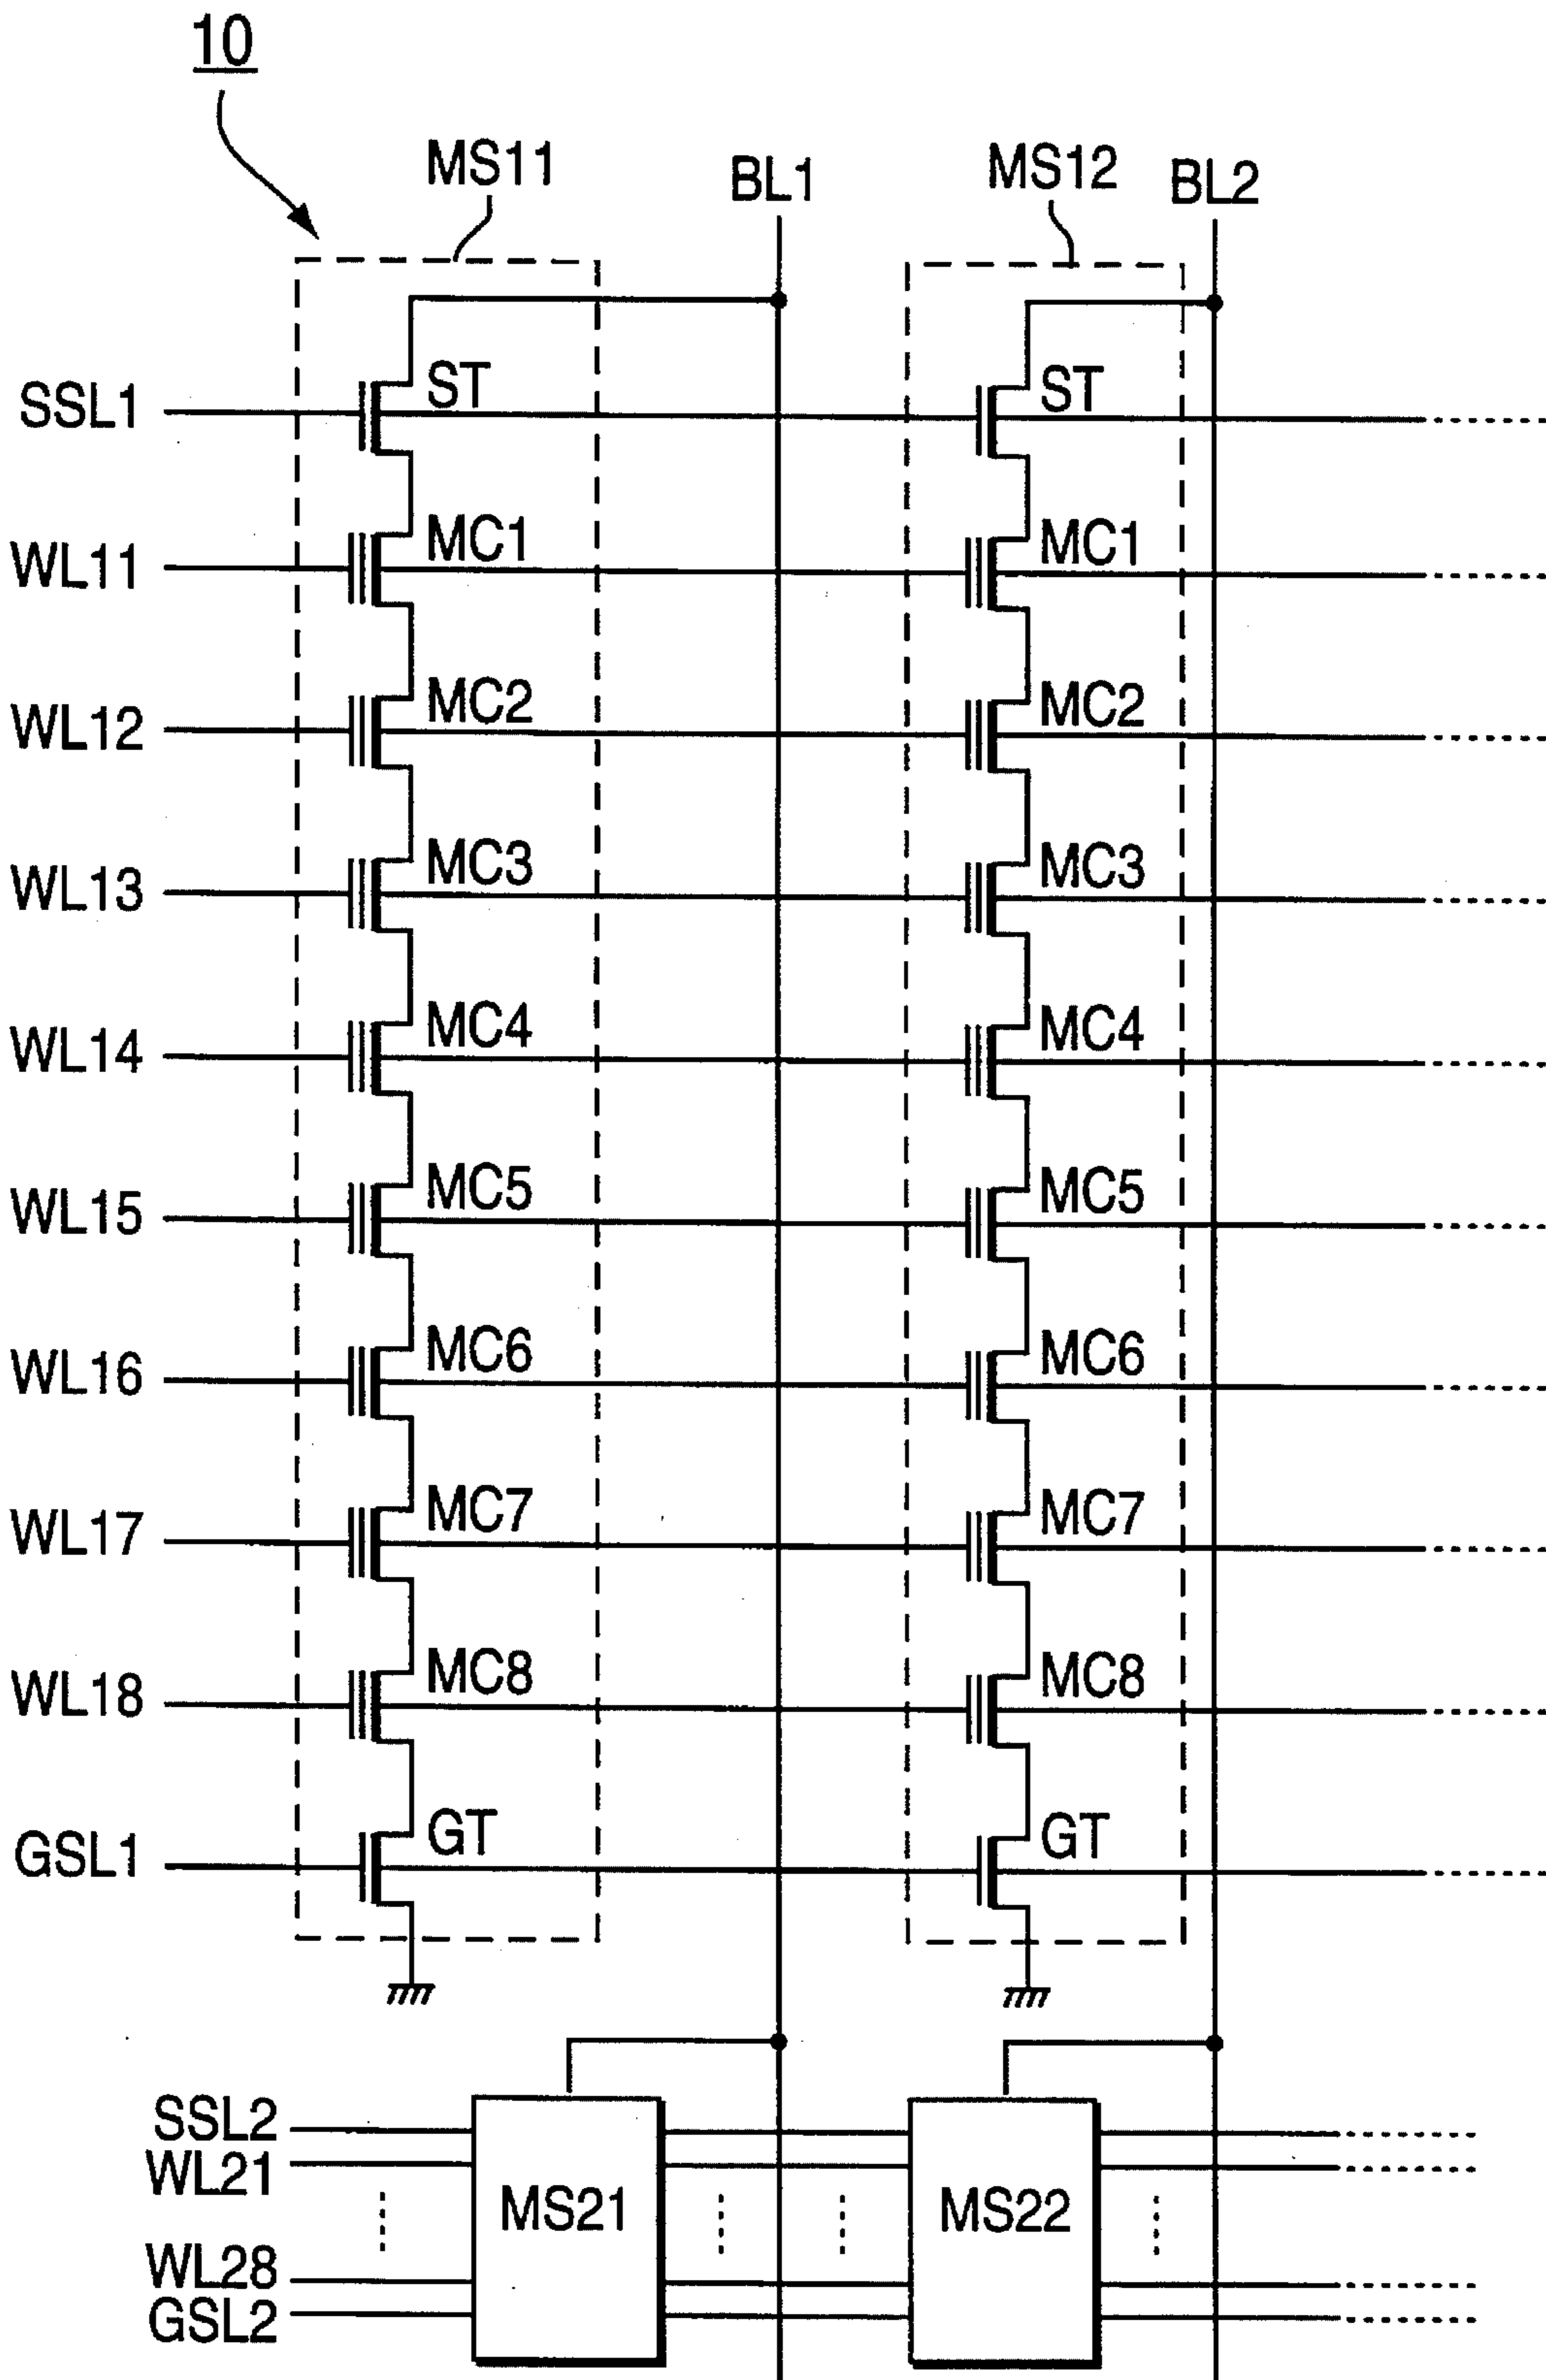 10
MS11 BL1 MS12 BL2
SSL1 ST ST
WL11 MC1 MC1
WL12 MC2 MC2
WL13 MC3 MC3
WL14 MC4 MC4
WL15 MC5 MC5
WL16 MC6 MC6
WL17 MC7 MC7
WL18 MC8 MC8
GSL1 GT GT
SSL2
WL21
MS21 MS22
WL28
GSL2